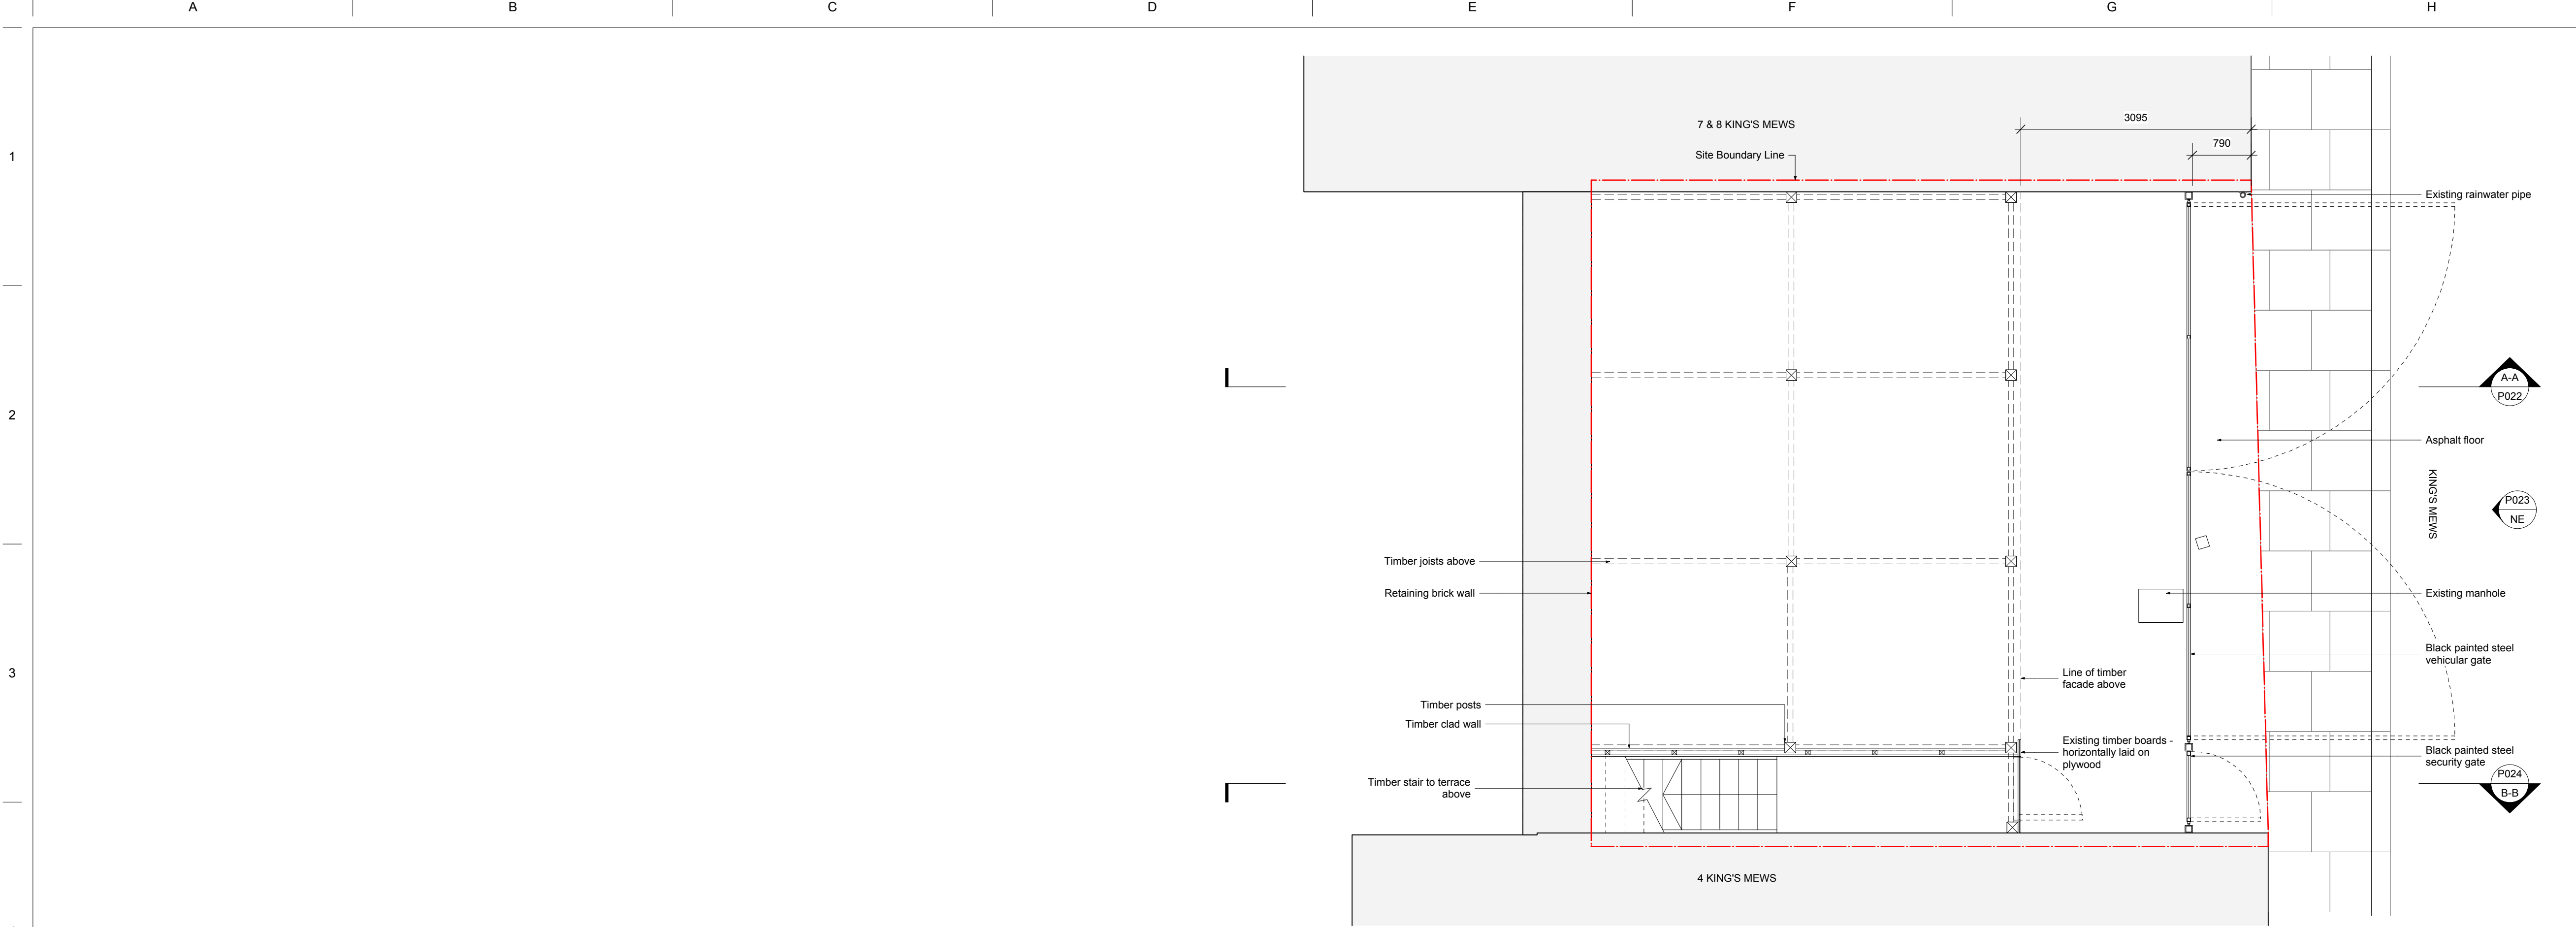 A B C D E F G H
1
7 & 8 KING'S MEWS
3095
790
Site Boundary Line
Existing rainwater pipe
2
A-A
P022
Asphalt floor
KING'S MEWS
P023
NE
Timber joists above
Retaining brick wall
Existing manhole
3
Black painted steel
vehicular gate
Line of timber
facade above
Timber posts
Timber clad wall
Existing timber boards -
horizontally laid on
plywood
Black painted steel
security gate
Timber stair to terrace
above
P024
B-B
4 KING'S MEWS